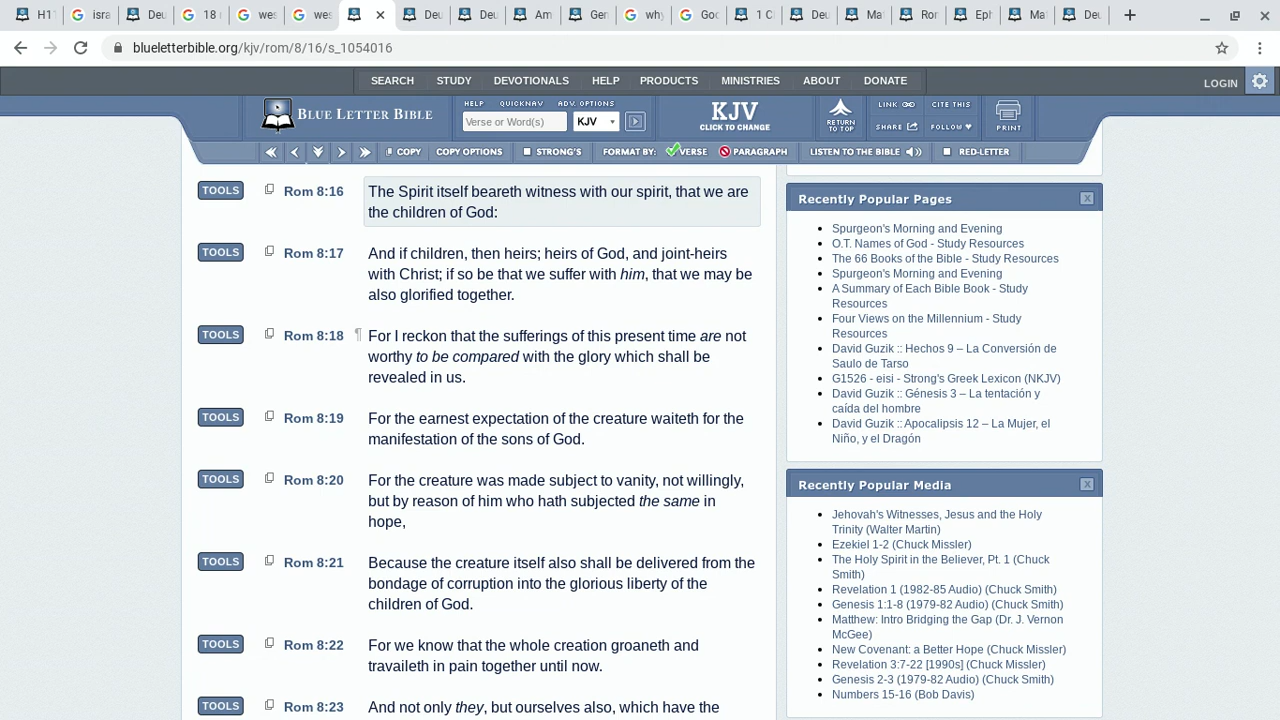 H1
isra
Deu
18 r
wes
wes
Deu
Deu
Am
Ger
why
God
1 C
Deu
Mal
Ror
Eph
Mat
Deu
blueletterbible.org/kjv/rom/8/16/s_1054016
SEARCH STUDY DEVOTIONALS HELP PRODUCTS MINISTRIES ABOUT DONATE
LOGIN
BLUE LETTER BIBLE
HELP QUICKNAV ADV. OPTIONS
Verse or Word(s) KJV
KJV
CLICK TO CHANGE
RETURN
TO TOP
LINK CITE THIS
SHARE FOLLOW
PRINT
COPY COPY OPTIONS STRONG'S FORMAT BY: VERSE PARAGRAPH LISTEN TO THE BIBLE RED-LETTER
TOOLS Rom 8:16 The Spirit itself beareth witness with our spirit, that we are
the children of God:
TOOLS Rom 8:17 And if children, then heirs; heirs of God, and joint-heirs
with Christ; if so be that we suffer with him, that we may be
also glorified together.
TOOLS Rom 8:18 ¶ For I reckon that the sufferings of this present time are not
worthy to be compared with the glory which shall be
revealed in us.
TOOLS Rom 8:19 For the earnest expectation of the creature waiteth for the
manifestation of the sons of God.
TOOLS Rom 8:20 For the creature was made subject to vanity, not willingly,
but by reason of him who hath subjected the same in
hope,
TOOLS Rom 8:21 Because the creature itself also shall be delivered from the
bondage of corruption into the glorious liberty of the
children of God.
TOOLS Rom 8:22 For we know that the whole creation groaneth and
travaileth in pain together until now.
TOOLS Rom 8:23 And not only they, but ourselves also, which have the
Recently Popular Pages x
Spurgeon's Morning and Evening
O.T. Names of God - Study Resources
The 66 Books of the Bible - Study Resources
Spurgeon's Morning and Evening
A Summary of Each Bible Book - Study
Resources
Four Views on the Millennium - Study
Resources
David Guzik :: Hechos 9 – La Conversión de
Saulo de Tarso
G1526 - eisi - Strong's Greek Lexicon (NKJV)
David Guzik :: Génesis 3 – La tentación y
caída del hombre
David Guzik :: Apocalipsis 12 – La Mujer, el
Niño, y el Dragón
Recently Popular Media x
Jehovah's Witnesses, Jesus and the Holy
Trinity (Walter Martin)
Ezekiel 1-2 (Chuck Missler)
The Holy Spirit in the Believer, Pt. 1 (Chuck
Smith)
Revelation 1 (1982-85 Audio) (Chuck Smith)
Genesis 1:1-8 (1979-82 Audio) (Chuck Smith)
Matthew: Intro Bridging the Gap (Dr. J. Vernon
McGee)
New Covenant: a Better Hope (Chuck Missler)
Revelation 3:7-22 [1990s] (Chuck Missler)
Genesis 2-3 (1979-82 Audio) (Chuck Smith)
Numbers 15-16 (Bob Davis)